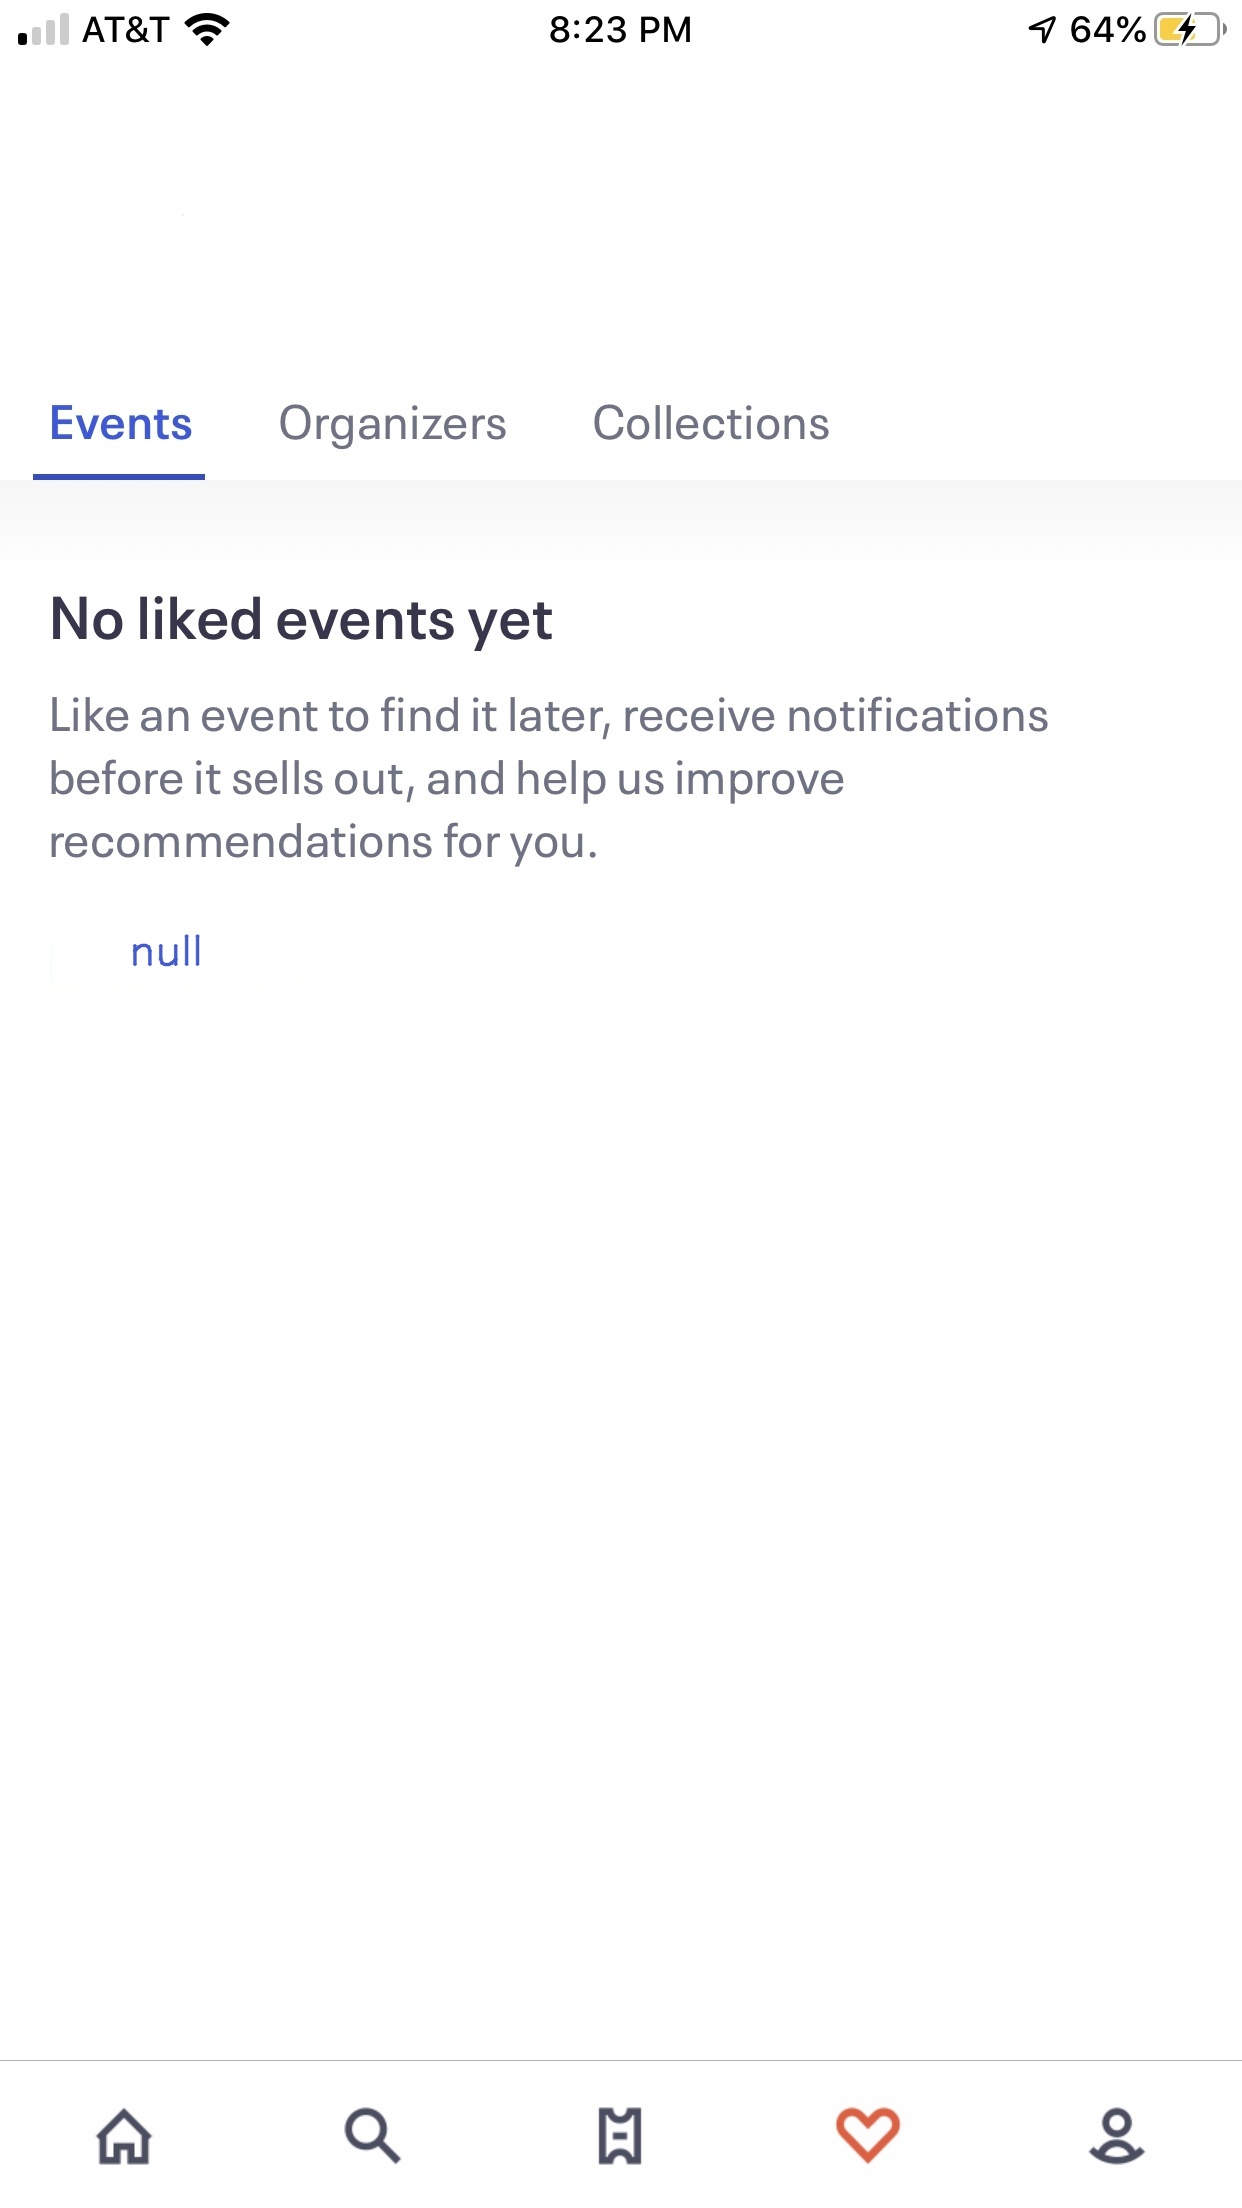 AT&T 8:23 PM 64%
Events Organizers Collections
No liked events yet
Like an event to find it later, receive notifications
before it sells out, and help us improve
recommendations for you.
null